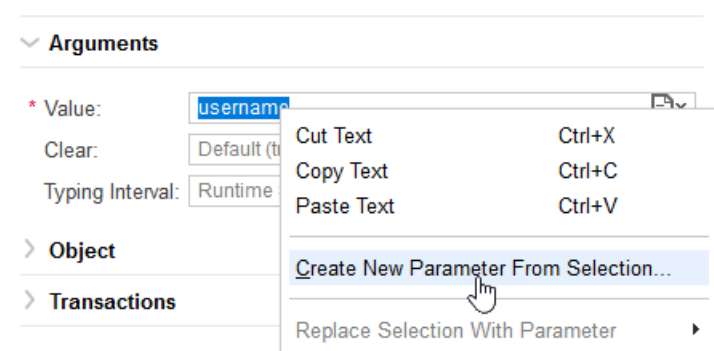 Arguments
* Value: username
Clear: Default (t
Typing Interval: Runtime
Object
Transactions
Cut Text Ctrl+X
Copy Text Ctrl+C
Paste Text Ctrl+V
Create New Parameter From Selection...
Replace Selection With Parameter